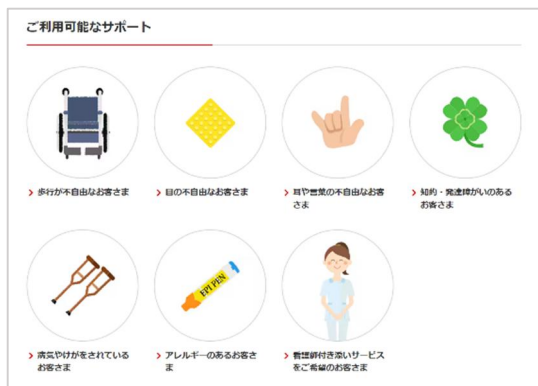 ご利用可能なサポート
歩行が不自由なお客さま
目の不自由なお客さま
耳や言葉の不自由なお客
さま
知的・発達障がいのある
お客さま
EPI PEN
病気やけがをされている
お客さま
アレルギーのあるお客さ
ま
看護師付き添いサービス
をご希望のお客さま